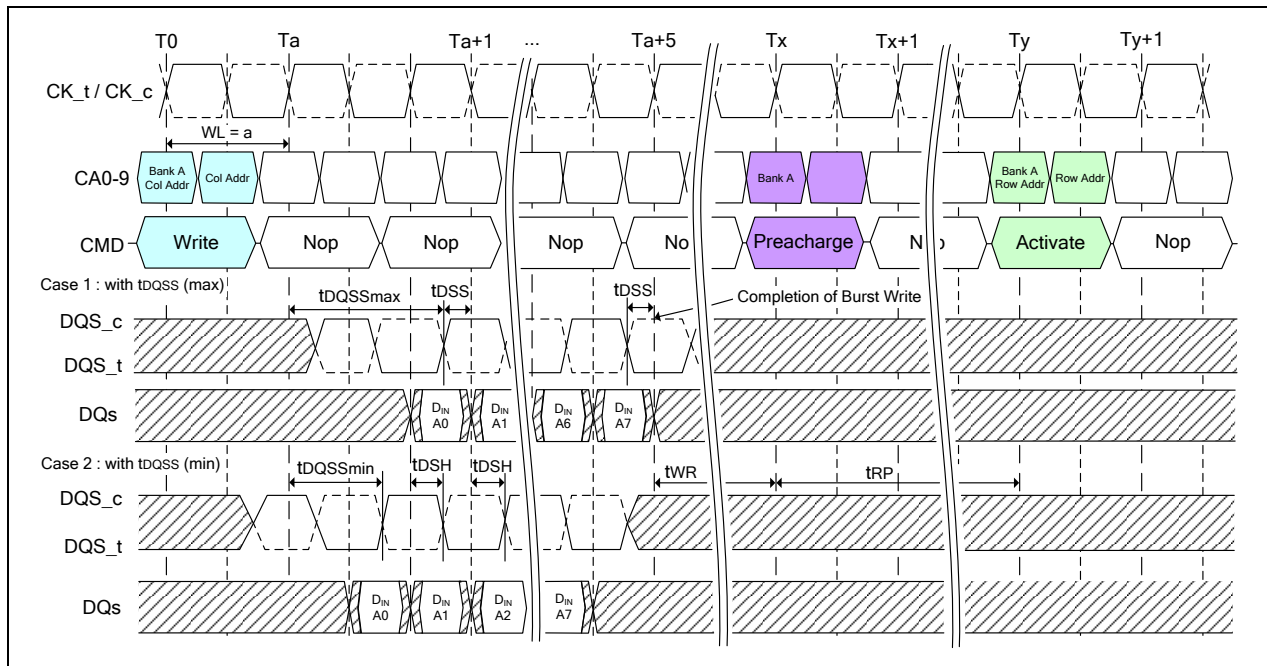 T0 Ta Ta+1 ... Ta+5 Tx Tx+1 Ty Ty+1
CK_t / CK_c
WL = a
CA0-9
Bank A
Col Addr
Col Addr
Bank A
Bank A
Row Addr
Row Addr
CMD
Write Nop Nop Nop Preacharge Activate Nop
Case 1 : with tDQSS (max)
tDQSSmax tDSS tDSS Completion of Burst Write
DQS_c
DQS_t
DQs
DIN
A0
DIN
A1
DIN
A6
DIN
A7
Case 2 : with tDQSS (min)
tDQSSmin tDSH tDSH tWR tRP
DQS_c
DQS_t
DQs
DIN
A0
DIN
A1
DIN
A2
DIN
A7